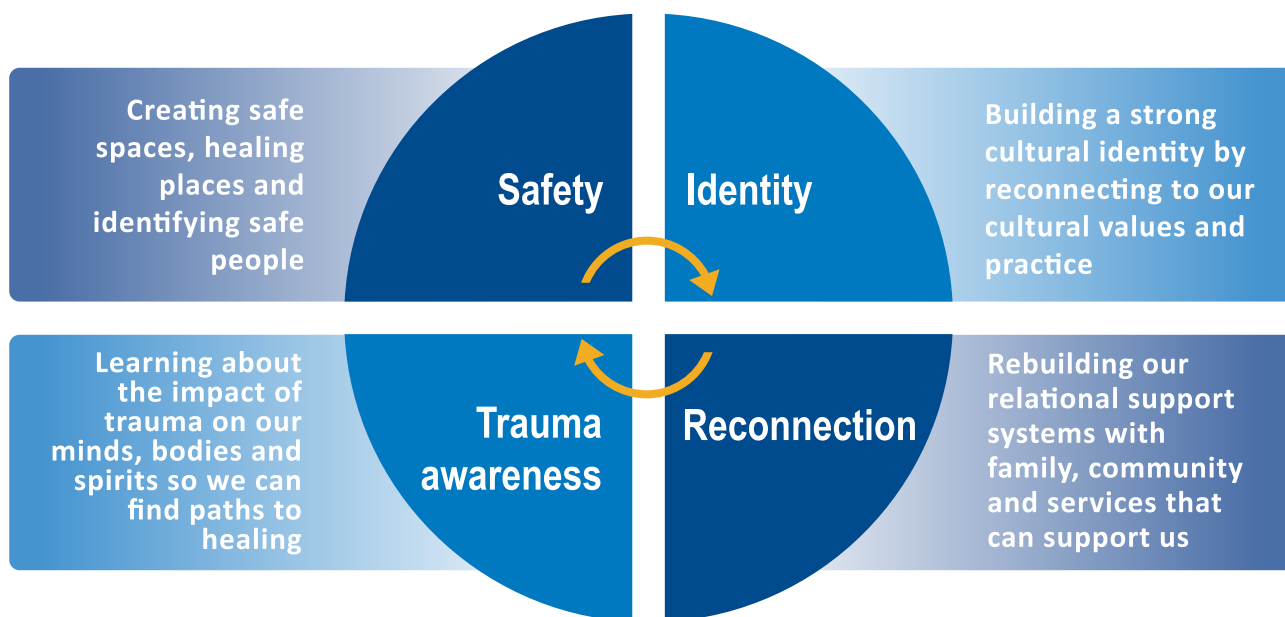 Creating safe
spaces, healing
places and
identifying safe
people
Safety
Identity
Building a strong
cultural identity by
reconnecting to our
cultural values and
practice
Learning about
the impact of
trauma on our
minds, bodies and
spirits so we can
find paths to
healing
Trauma
awareness
Reconnection
Rebuilding our
relational support
systems with
family, community
and services that
can support us